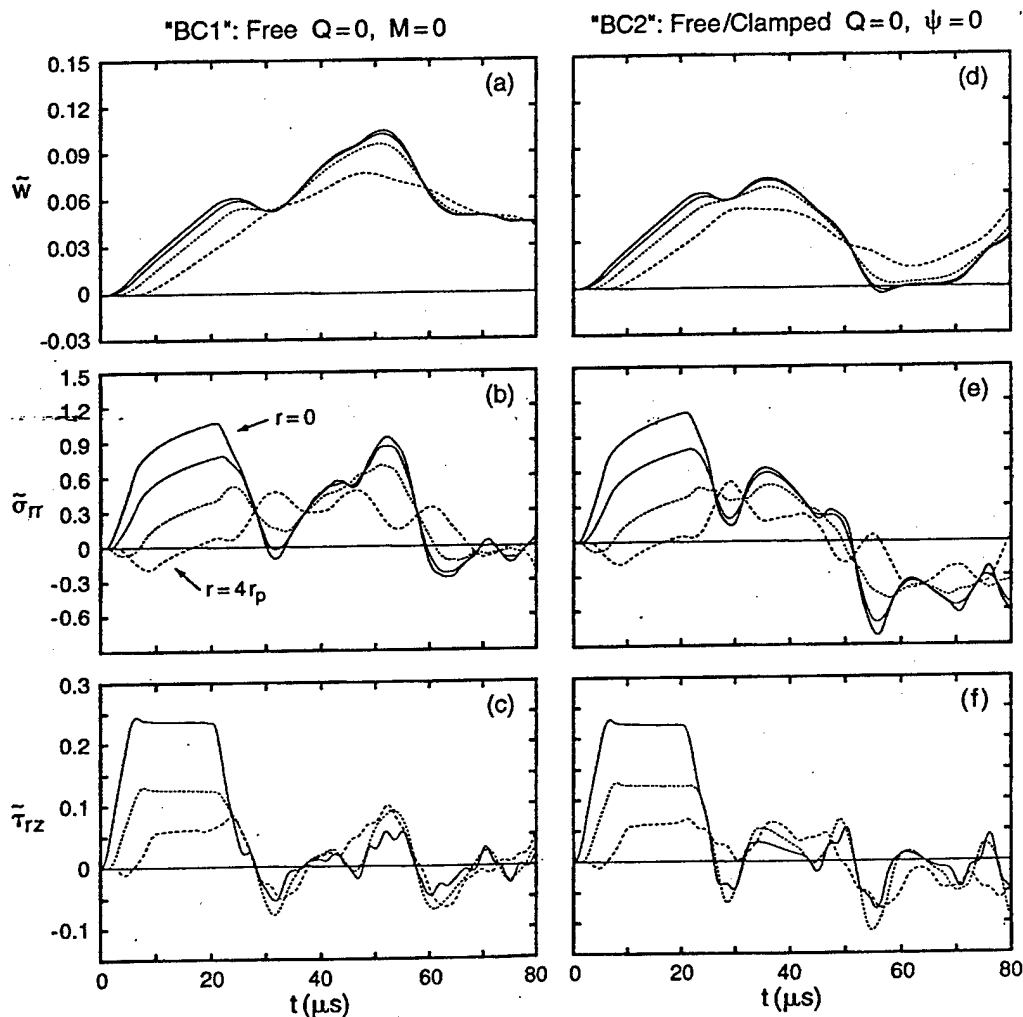 "BC1": Free Q=0, M=0
"BC2": Free/Clamped Q=0, ψ=0
0.15
0.12
0.09
w̃
0.06
0.03
0
-0.03
(a)
(d)
1.5
1.2
0.9
0.6
σ̃rr
0.3
0
-0.3
-0.6
(b)
r=0
r=4rp
(e)
0.3
0.2
0.1
τ̃rz
0
-0.1
(c)
(f)
0 20 40 60 80
t(μs)
0 20 40 60 80
t(μs)